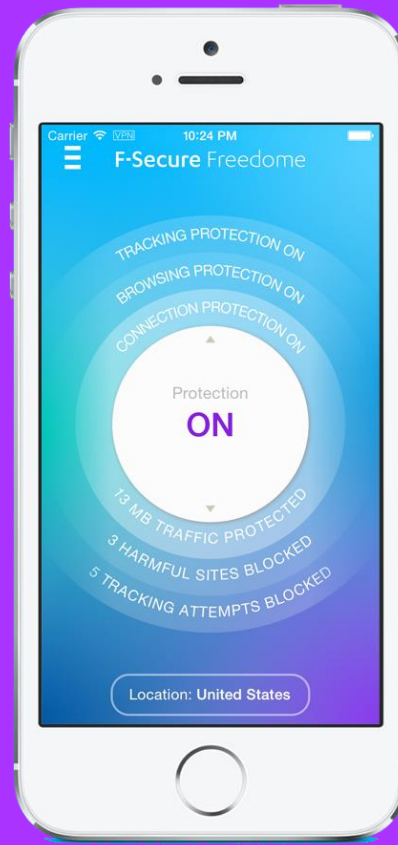 Carrier VPN 10:24 PM
F-Secure Freedome
TRACKING PROTECTION ON
BROWSING PROTECTION ON
CONNECTION PROTECTION ON
Protection
ON
13 MB TRAFFIC PROTECTED
3 HARMFUL SITES BLOCKED
5 TRACKING ATTEMPTS BLOCKED
Location: United States